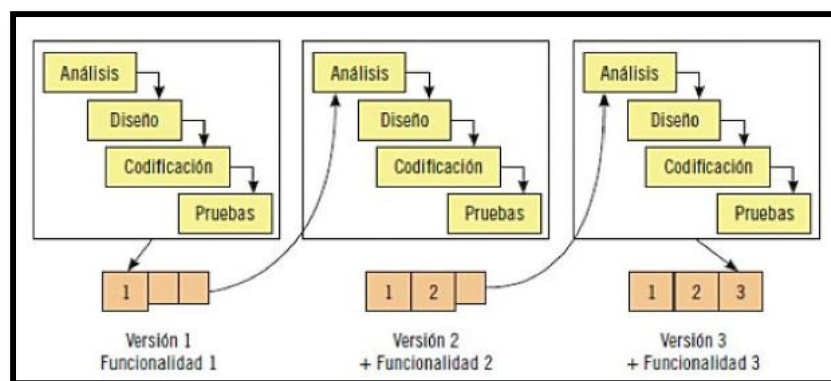 Análisis
Diseño
Codificación
Pruebas
Análisis
Diseño
Codificación
Pruebas
Análisis
Diseño
Codificación
Pruebas
1
1 2
1 2 3
Versión 1
Funcionalidad 1
Versión 2
+ Funcionalidad 2
Versión 3
+ Funcionalidad 3